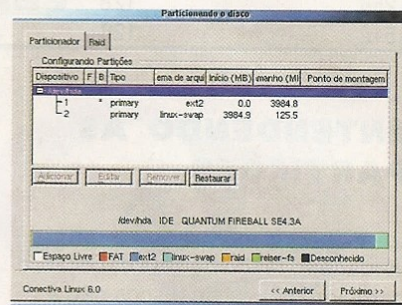 Particionando o disco
Particionador Raid
Configurando Partições
Dispositivo F B Tipo ema de arqui Início (MB) amanho (MI Ponto de montagem
/dev/hda
1 * primary ext2 0.0 3984.8
2 primary linux-swap 3984.9 125.5
Adicionar Editar Remover Restaurar
/dev/hda IDE QUANTUM FIREBALL SE4.3A
Espaço Livre FAT ext2 linux-swap raid reiser-fs Desconhecido
Conectiva Linux 6.0 << Anterior Próximo >>